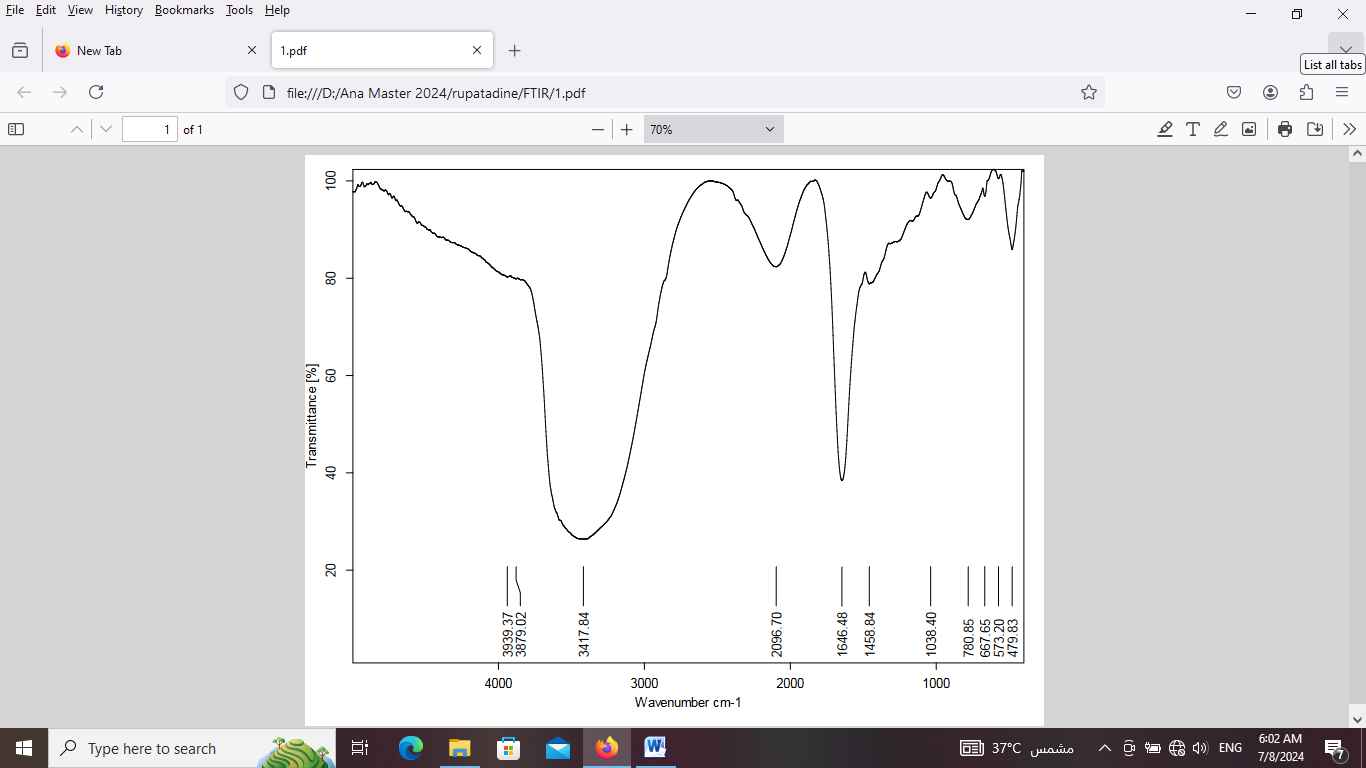 File Edit View History Bookmarks Tools Help
New Tab
1.pdf
List all tabs
file:///D:/Ana Master 2024/rupatadine/FTIR/1.pdf
1 of 1
70%
100
80
60
40
20
Transmittance [%]
3939.37
3879.02
3417.84
2096.70
1646.48
1458.84
1038.40
780.85
667.65
573.20
479.83
4000 3000 2000 1000
Wavenumber cm-1
Type here to search
W
37°C مشمس
ENG
6:02 AM
7/8/2024
7